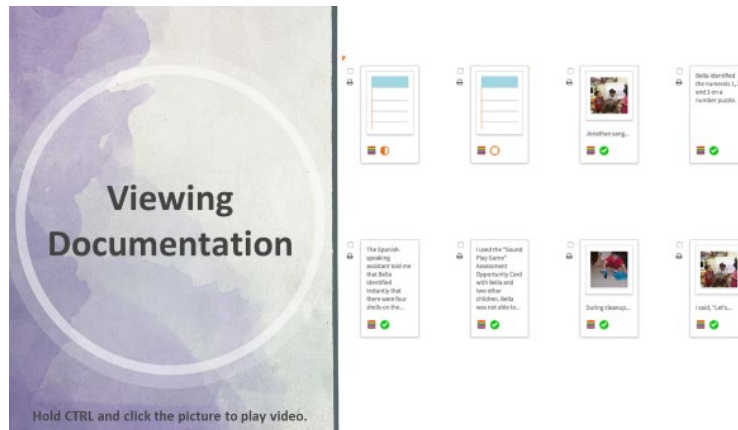 Viewing
Documentation
Hold CTRL and click the picture to play video.
Jonathan sang...
Bella identified
the numerals 1,
and 3 on a
number puzzle.
The Spanish-
speaking
assistant told me
that Bella
identified
instantly that
there were four
shells on the...
I used the "Sound
Play Game"
Assessment
Opportunity Card
with Bella and
two other
children. Bella
was not able to...
During cleanup...
I said, "Let's...